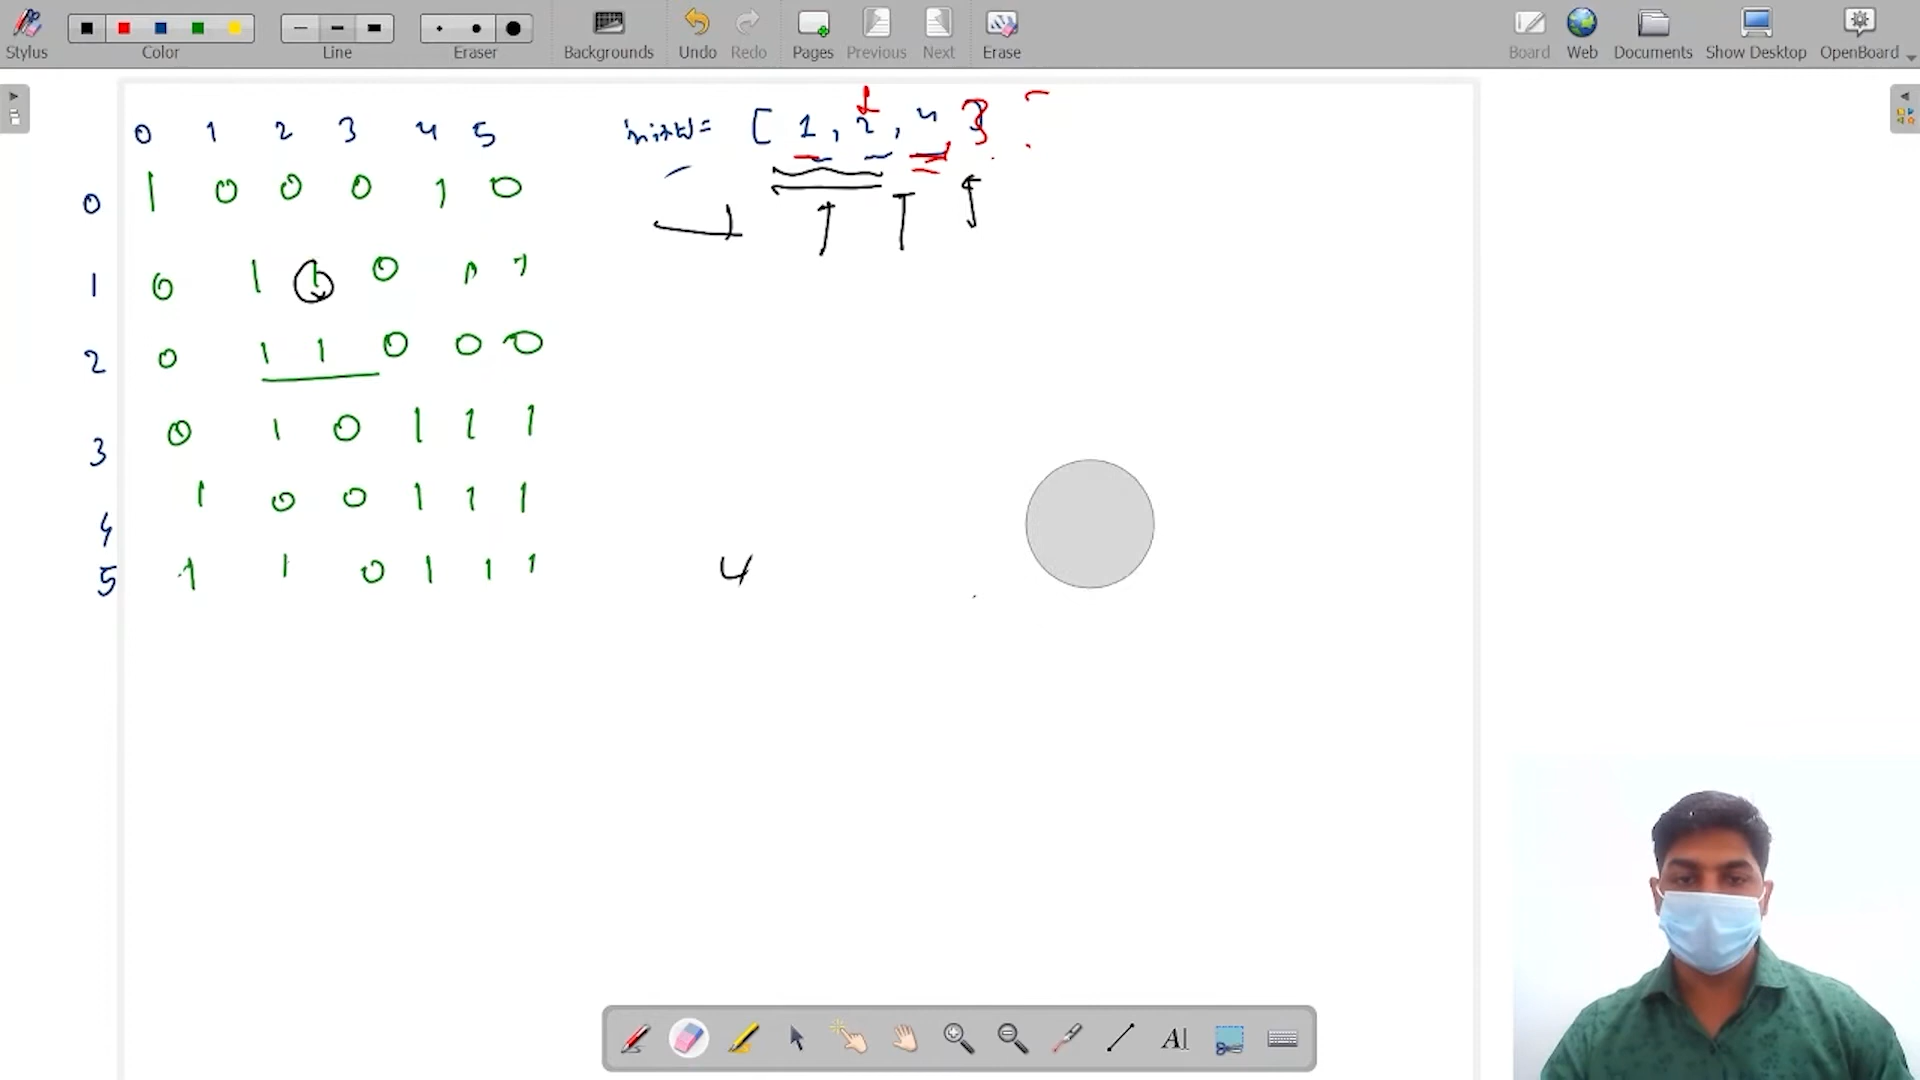 Stylus Color Line Eraser Backgrounds Undo Redo Pages Previous Next Erase Board Web Documents Show Desktop OpenBoard
0 1 2 3 4 5
[ 1, 2, 4 ]
0 1 0 0 0 1 0
1 0 1 1 0 1 1
2 0 1 1 0 0 0
3 0 1 0 1 1 1
4 1 0 0 1 1 1
5 1 1 0 1 1 1
4